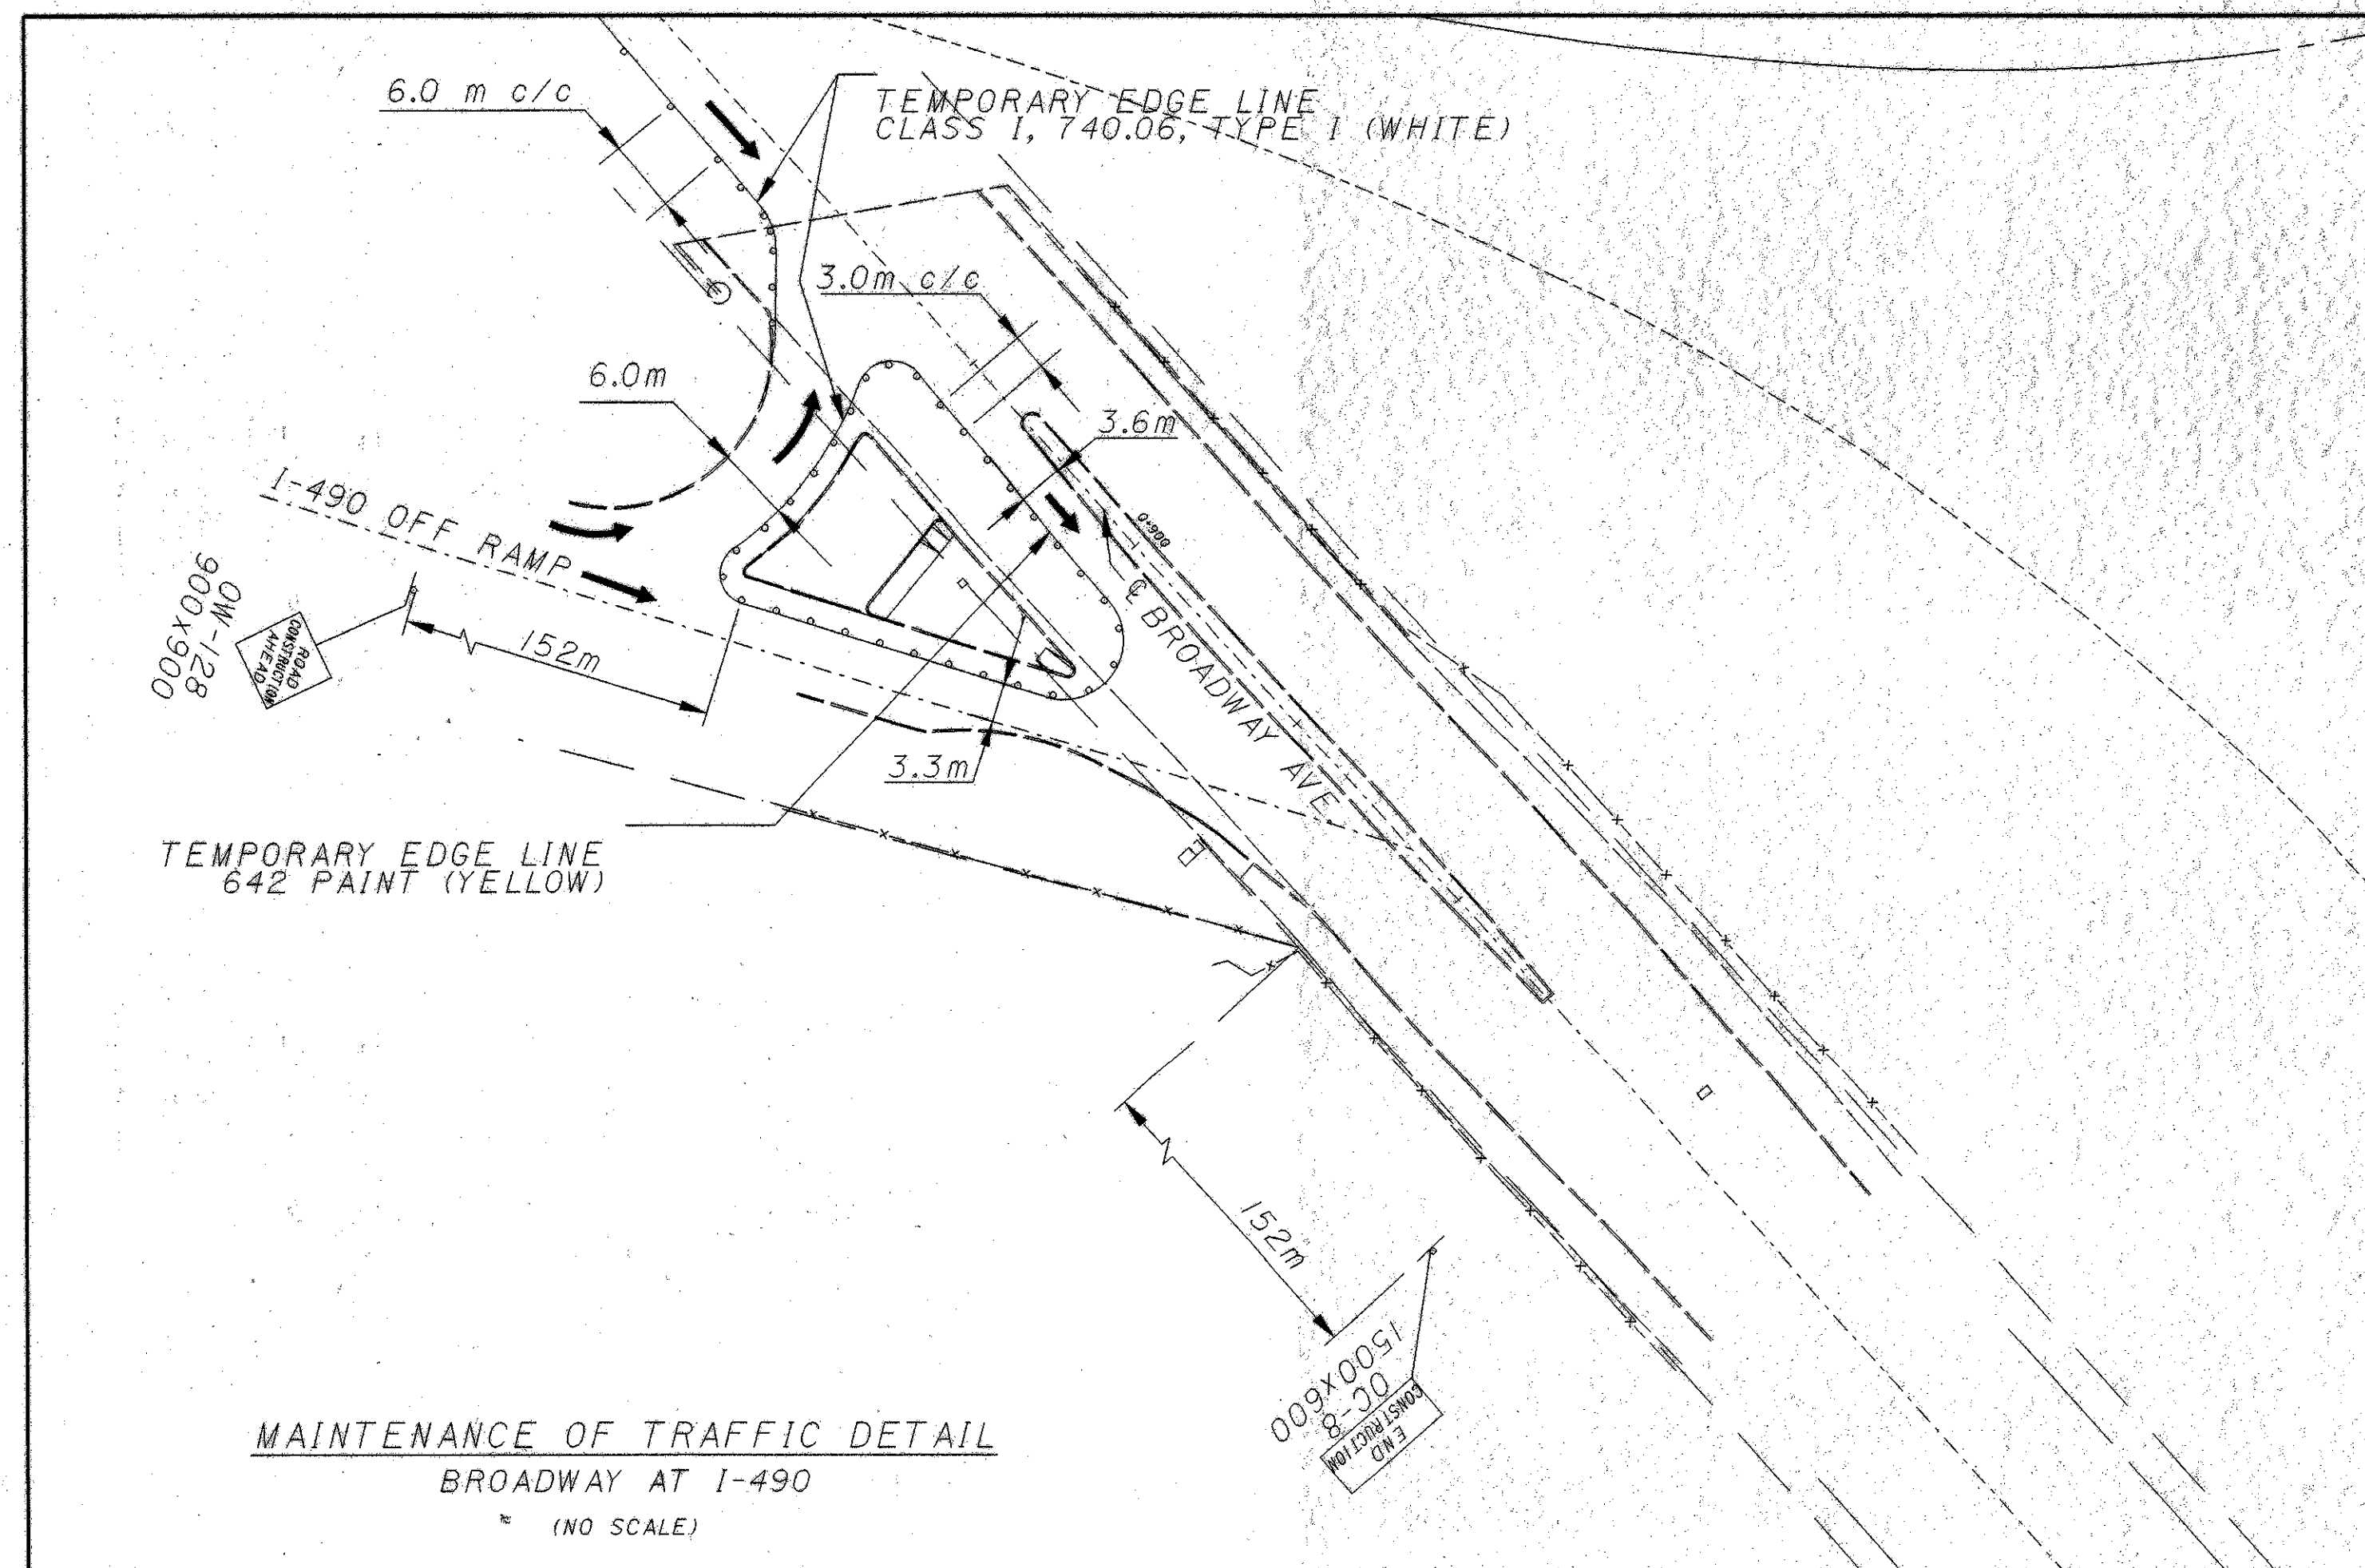 6.0 m c/c
TEMPORARY EDGE LINE
CLASS I, 740.06, TYPE I (WHITE)
3.0m c/c
6.0m
3.6m
I-490 OFF RAMP
0+900
OW-128
900x900
ROAD
CONSTRUCTION
AHEAD
152m
℄ BROADWAY AVE.
3.3m
TEMPORARY EDGE LINE
642 PAINT (YELLOW)
152m
1500x600
OC-8
END
CONSTRUCTION
MAINTENANCE OF TRAFFIC DETAIL
BROADWAY AT I-490
(NO SCALE)